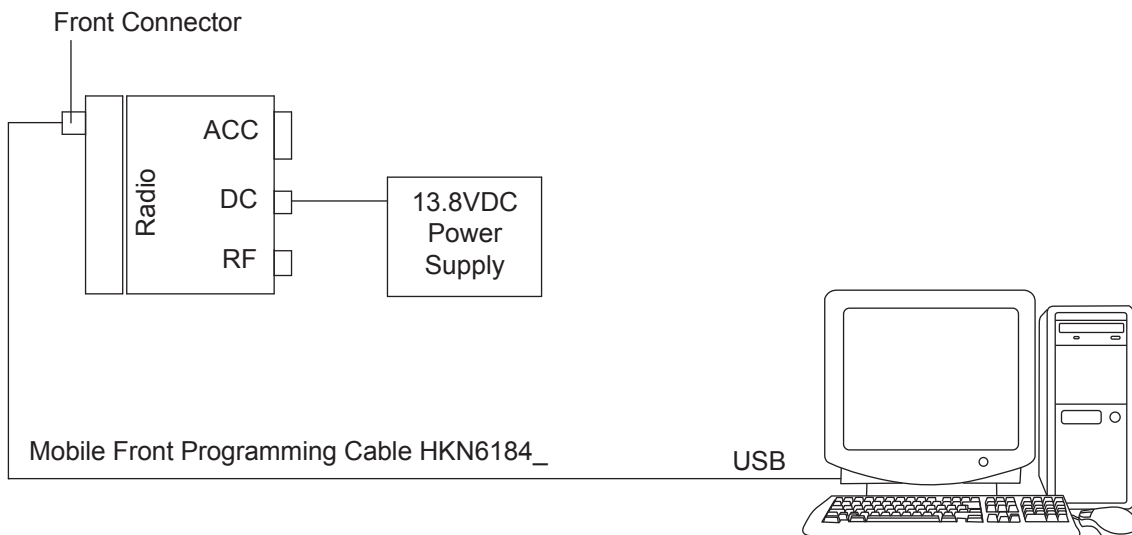 Front Connector
ACC
Radio
DC
RF
13.8VDC
Power
Supply
Mobile Front Programming Cable HKN6184_
USB